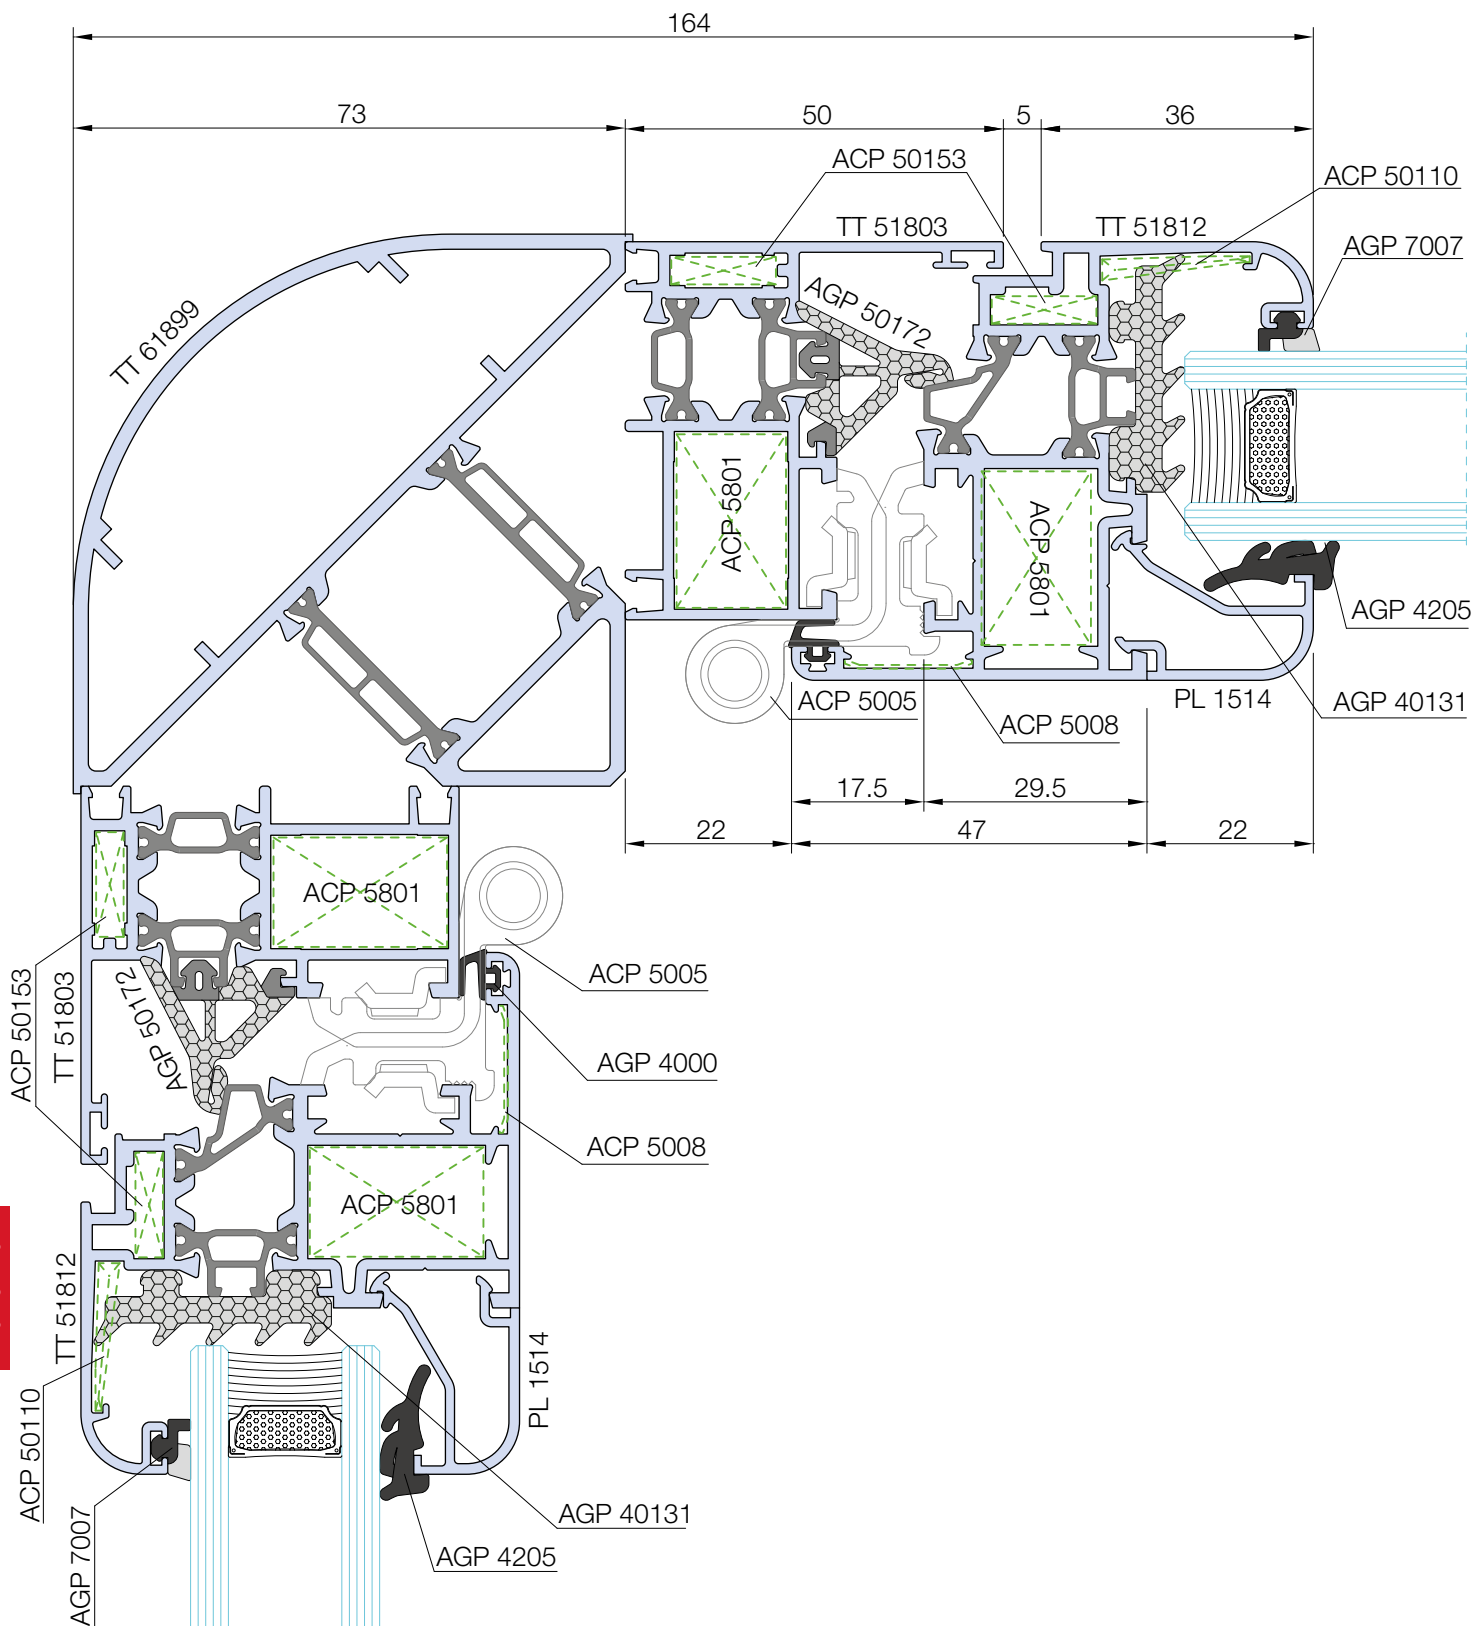 164
73
50
5
36
ACP 50153
ACP 50110
TT 51803
TT 51812
AGP 7007
TT 61899
AGP 50172
ACP 5801
ACP 5801
AGP 4205
ACP 5005
ACP 5008
PL 1514
AGP 40131
17.5
29.5
22
47
22
ACP 5801
ACP 5005
ACP 50153
TT 51803
AGP 50172
AGP 4000
ACP 5008
ACP 5801
TT 51812
PL 1514
ACP 50110
AGP 7007
AGP 40131
AGP 4205